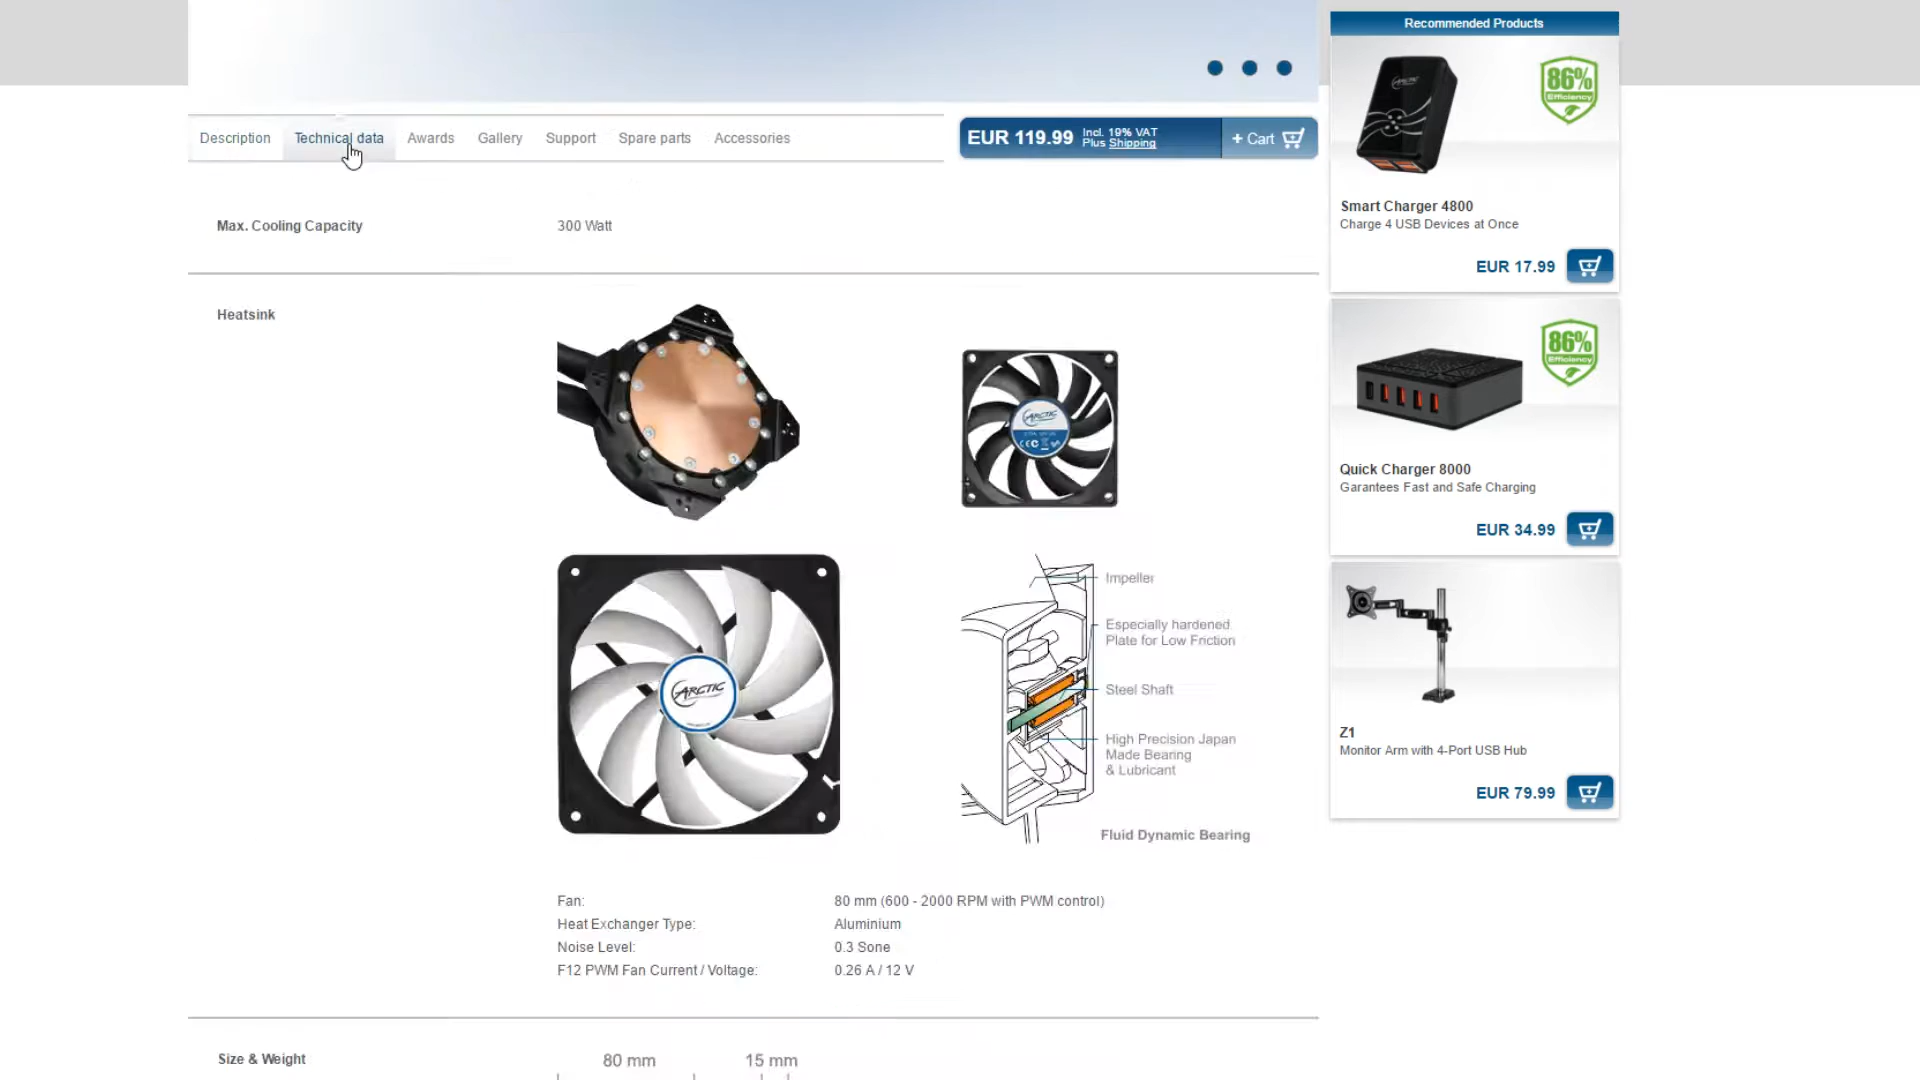 Recommended Products
ARCTIC
86%
Efficiency
Description Technical data Awards Gallery Support Spare parts Accessories
EUR 119.99 Incl. 19% VAT
Plus Shipping
+ Cart
Smart Charger 4800
Charge 4 USB Devices at Once
EUR 17.99
Max. Cooling Capacity 300 Watt
Heatsink
ARCTIC
86%
Efficiency
Quick Charger 8000
Garantees Fast and Safe Charging
EUR 34.99
ARCTIC
Impeller
Especially hardened
Plate for Low Friction
Steel Shaft
High Precision Japan
Made Bearing
& Lubricant
Fluid Dynamic Bearing
Z1
Monitor Arm with 4-Port USB Hub
EUR 79.99
Fan: 80 mm (600 - 2000 RPM with PWM control)
Heat Exchanger Type: Aluminium
Noise Level: 0.3 Sone
F12 PWM Fan Current / Voltage: 0.26 A / 12 V
Size & Weight 80 mm 15 mm